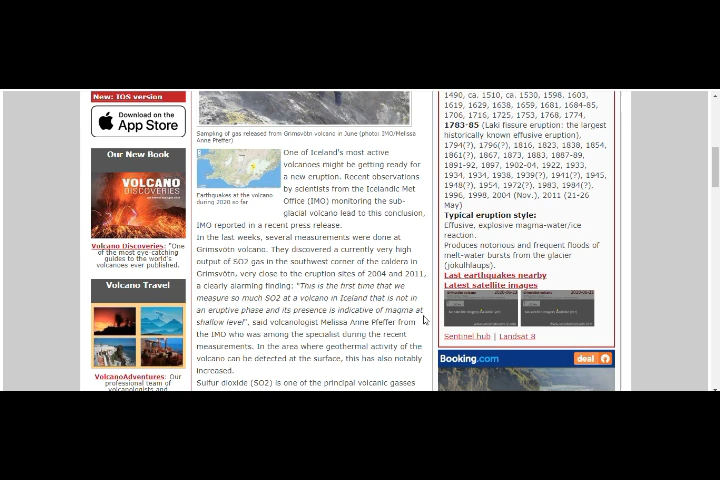 New: IOS version
Download on the
App Store
Our New Book
VOLCANO
DISCOVERIES
Volcano Discoveries: "One
of the most eye-catching
guides to the world's
volcanoes ever published.
Volcano Travel
VolcanoAdventures: Our
professional team of
volcanologists and
Sampling of gas released from Grimsvötn volcano in June (photo: IMO/Melissa
Anne Pfeffer)
Earthquakes at the volcano
during 2020 so far
One of Iceland's most active
volcanoes might be getting ready for
a new eruption. Recent observations
by scientists from the Icelandic Met
Office (IMO) monitoring the sub-
glacial volcano lead to this conclusion,
IMO reported in a recent press release.
In the last weeks, several measurements were done at
Grimsvötn volcano. They discovered a currently very high
output of SO2 gas in the southwest corner of the caldera in
Grimsvötn, very close to the eruption sites of 2004 and 2011,
a clearly alarming finding: "This is the first time that we
measure so much SO2 at a volcano in Iceland that is not in
an eruptive phase and its presence is indicative of magma at
shallow level", said volcanologist Melissa Anne Pfeffer from
the IMO who was among the specialist during the recent
measurements. In the area where geothermal activity of the
volcano can be detected at the surface, this has also notably
increased.
Sulfur dioxide (SO2) is one of the principal volcanic gasses
1490, ca. 1510, ca. 1530, 1598, 1603,
1619, 1629, 1638, 1659, 1681, 1684-85,
1706, 1716, 1725, 1753, 1768, 1774,
1783-85 (Laki fissure eruption: the largest
historically known effusive eruption),
1794(?), 1796(?), 1816, 1823, 1838, 1854,
1861(?), 1867, 1873, 1883, 1887-89,
1891-92, 1897, 1902-04, 1922, 1933,
1934, 1934, 1938, 1939(?), 1941(?), 1945,
1948(?), 1954, 1972(?), 1983, 1984(?),
1996, 1998, 2004 (Nov.), 2011 (21-26
May)
Typical eruption style:
Effusive, explosive magma-water/ice
reaction.
Produces notorious and frequent floods of
melt-water bursts from the glacier
(jökulhlaups).
Last earthquakes nearby
Latest satellite images
Sentinel hub | Landsat 8
Booking.com
deal